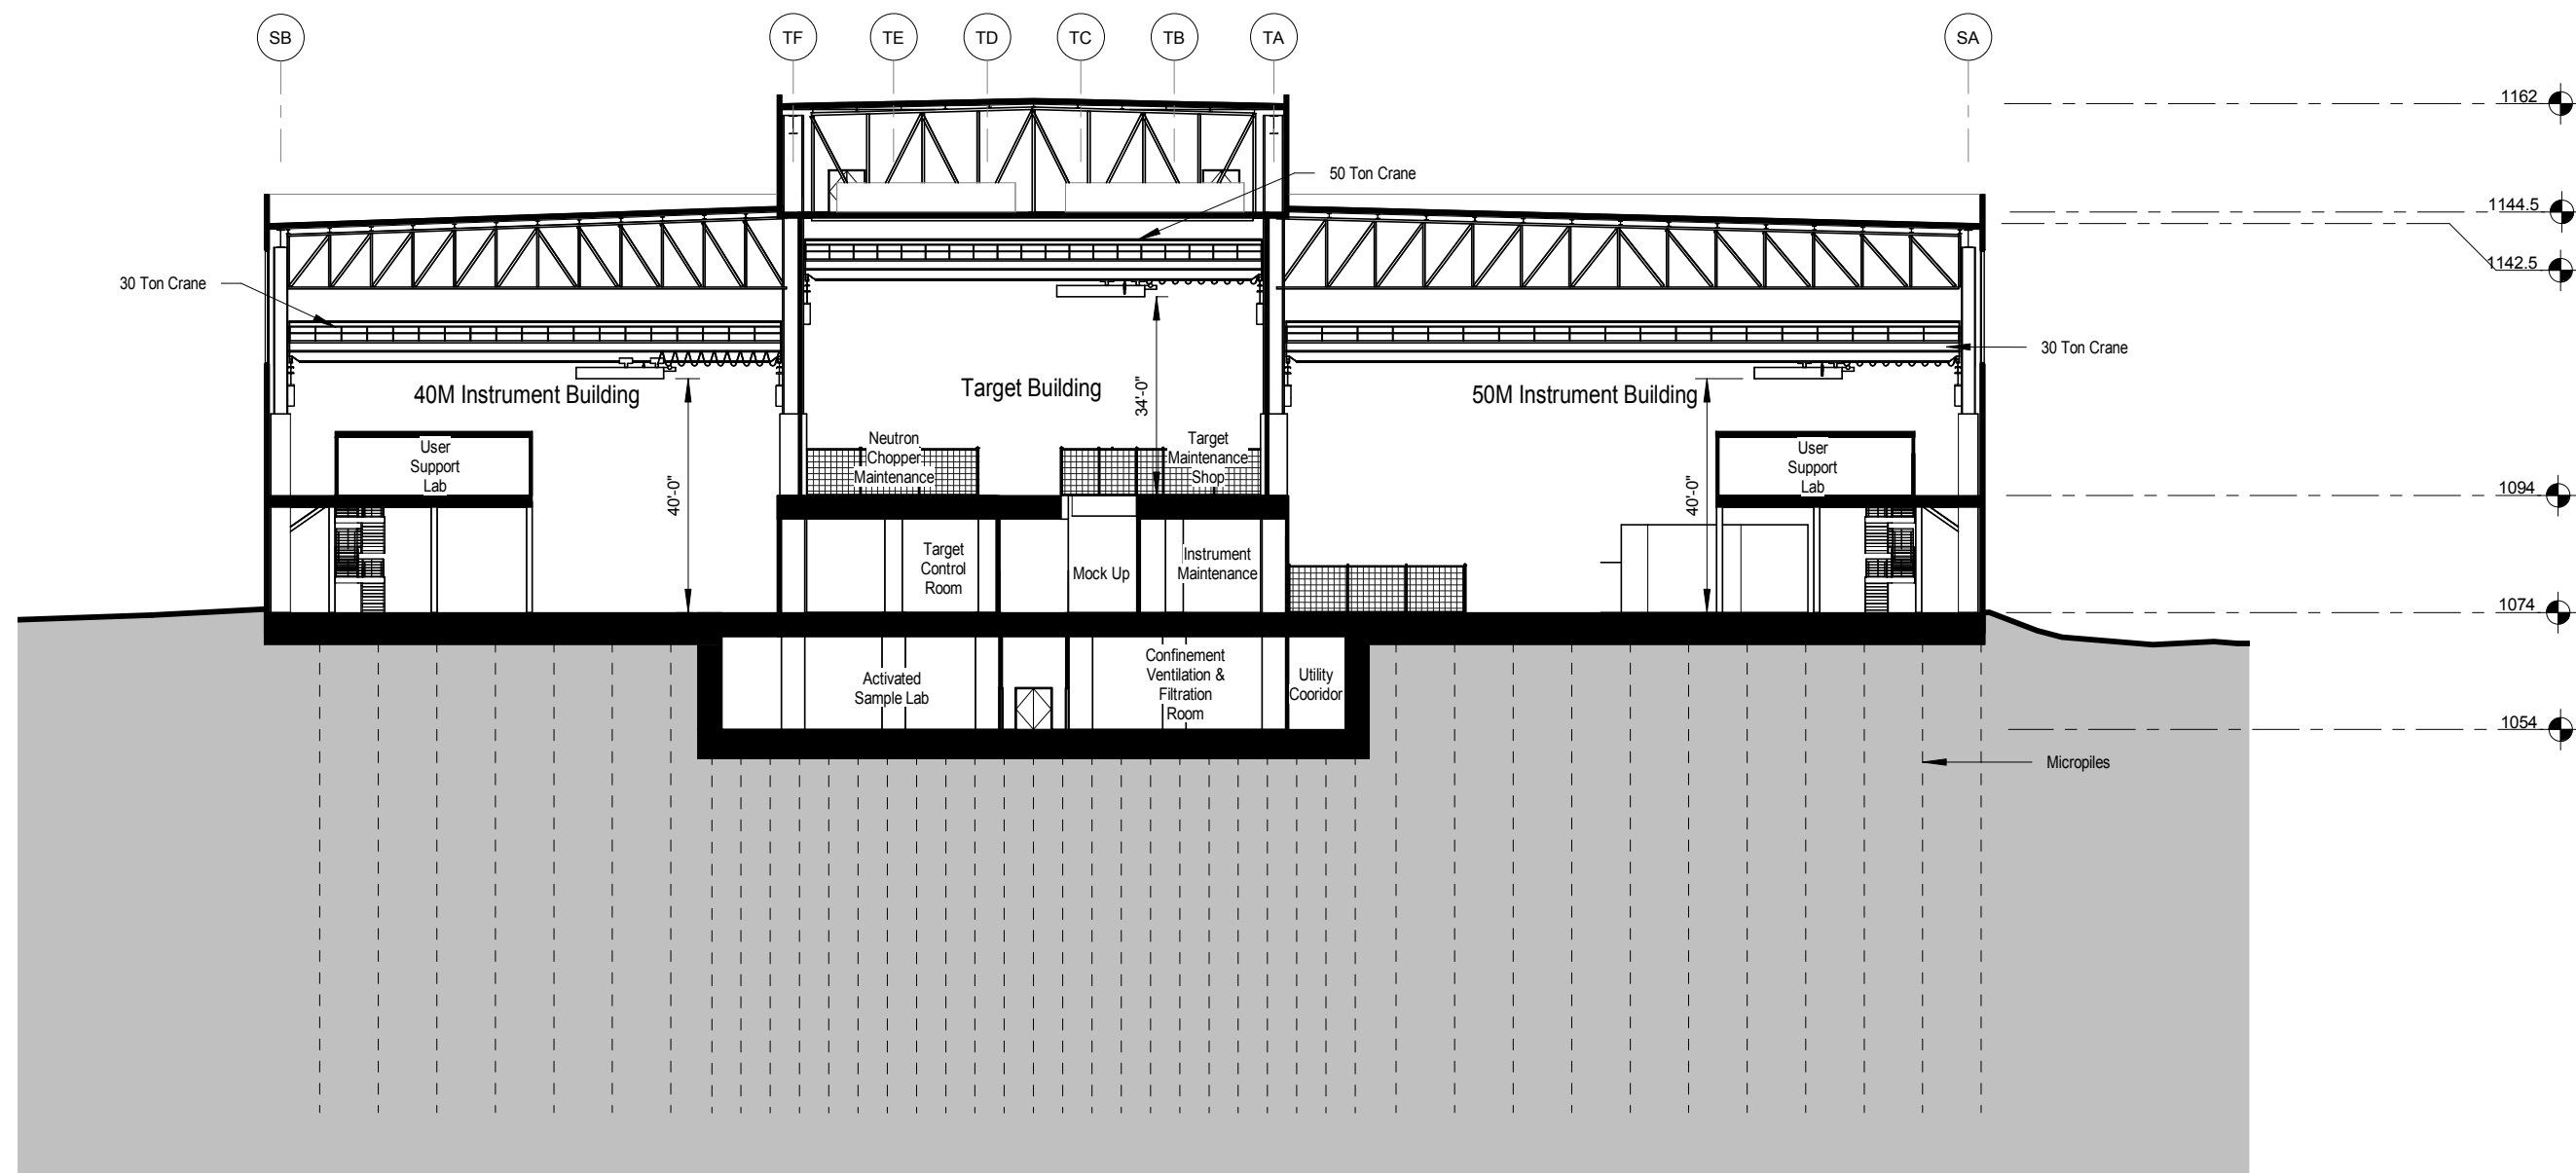 SB
TF
TE
TD
TC
TB
TA
SA
1162
50 Ton Crane
1144.5
1142.5
30 Ton Crane
30 Ton Crane
40M Instrument Building
Target Building
34'-0"
50M Instrument Building
Neutron
Chopper
Maintenance
Target
Maintenance
Shop
User
Support
Lab
User
Support
Lab
40'-0"
40'-0"
1094
Target
Control
Room
Mock Up
Instrument
Maintenance
1074
Activated
Sample Lab
Confinement
Ventilation &
Filtration
Room
Utility
Cooridor
1054
Micropiles